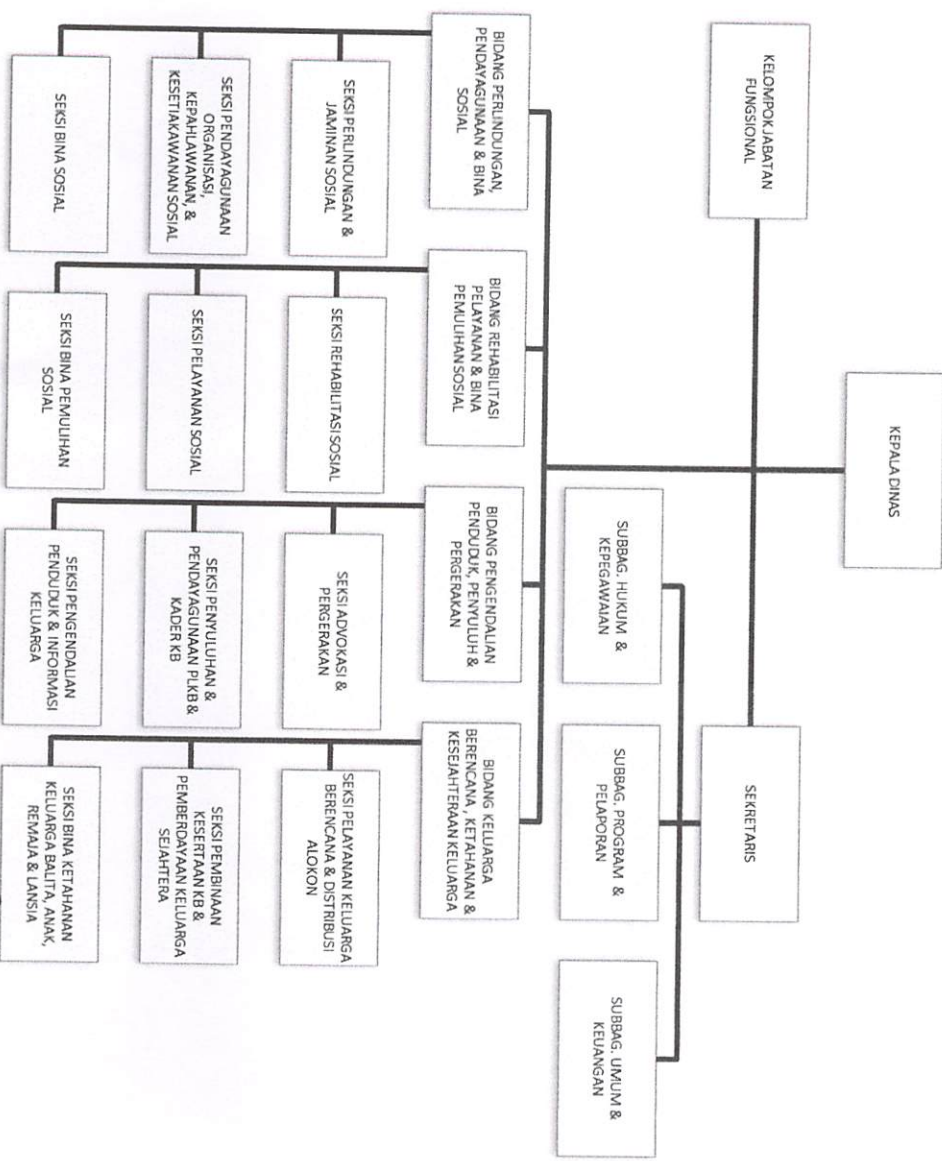 KEPALA DINAS
KELOMPOK JABATAN
FUNGSIONAL
SEKRETARIS
SUBBAG. HUKUM &
KEPEGAWAIAN
SUBBAG. PROGRAM &
PELAPORAN
SUBBAG. UMUM &
KEUANGAN
BIDANG PERLINDUNGAN,
PENDAYAGUNAAN & BINA
SOSIAL
SEKSI PERLINDUNGAN &
JAMINAN SOSIAL
SEKSI PENDAYAGUNAAN
ORGANISASI,
KEPAHLAWANAN, &
KESETIAKAWANAN SOSIAL
SEKSI BINA SOSIAL
BIDANG REHABILITASI
PELAYANAN & BINA
PEMULIHAN SOSIAL
SEKSI REHABILITASI SOSIAL
SEKSI PELAYANAN SOSIAL
SEKSI BINA PEMULIHAN
SOSIAL
BIDANG PENGENDALIAN
PENDUDUK, PENYULUH &
PERGERAKAN
SEKSI ADVOKASI &
PERGERAKAN
SEKSI PENYULUHAN &
PENDAYAGUNAAN PLKB &
KADER KB
SEKSI PENGENDALIAN
PENDUDUK & INFORMASI
KELUARGA
BIDANG KELUARGA
BERENCANA , KETAHANAN &
KESEJAHTERAAN KELUARGA
SEKSI PELAYANAN KELUARGA
BERENCANA & DISTRIBUSI
ALOKON
SEKSI PEMBINAAN
KESERTAAN KB &
PEMBERDAYAAN KELUARGA
SEJAHTERA
SEKSI BINA KETAHANAN
KELUARGA BALITA, ANAK,
REMAJA & LANSIA